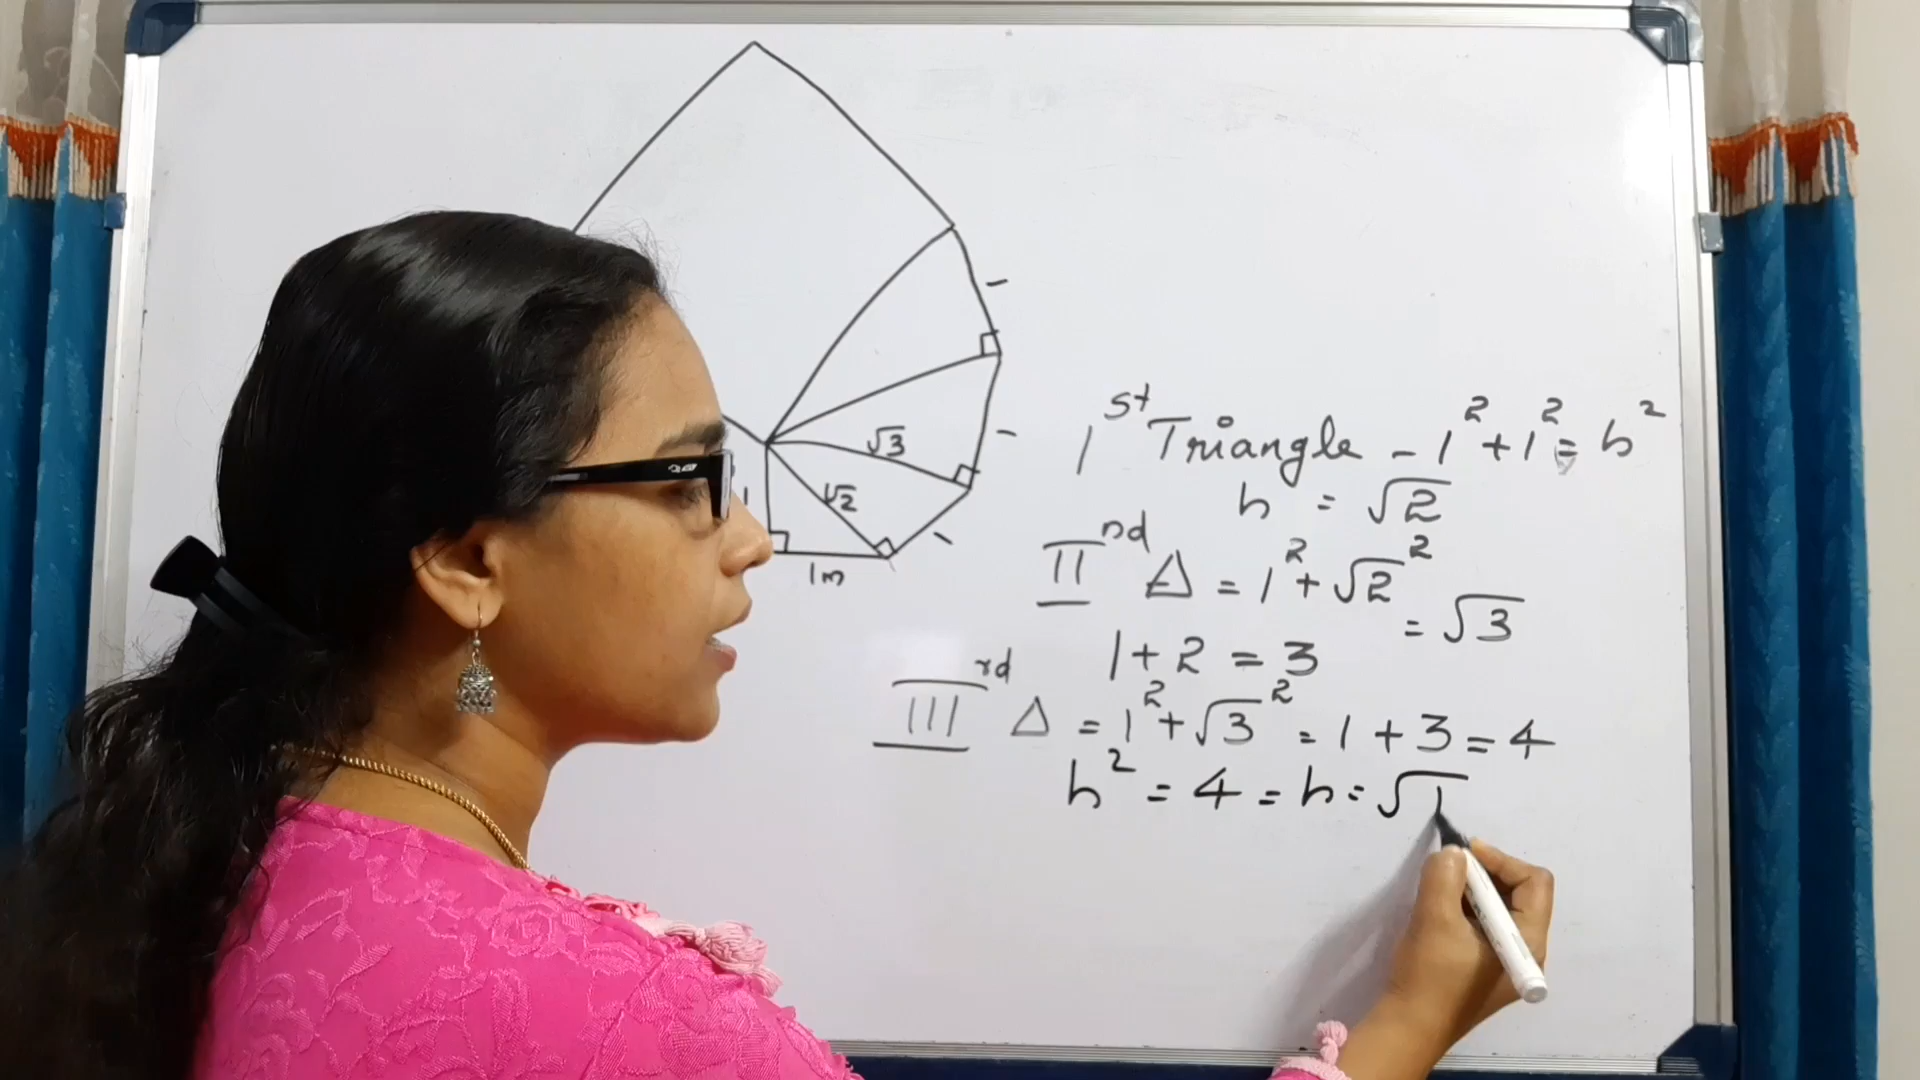 √3
√2
1
1m
1st Triangle - 1² + 1² = h²
h = √2
IInd Δ = 1² + √2²
= √3
1 + 2 = 3
IIIrd Δ = 1² + √3² = 1 + 3 = 4
h² = 4 = h = √